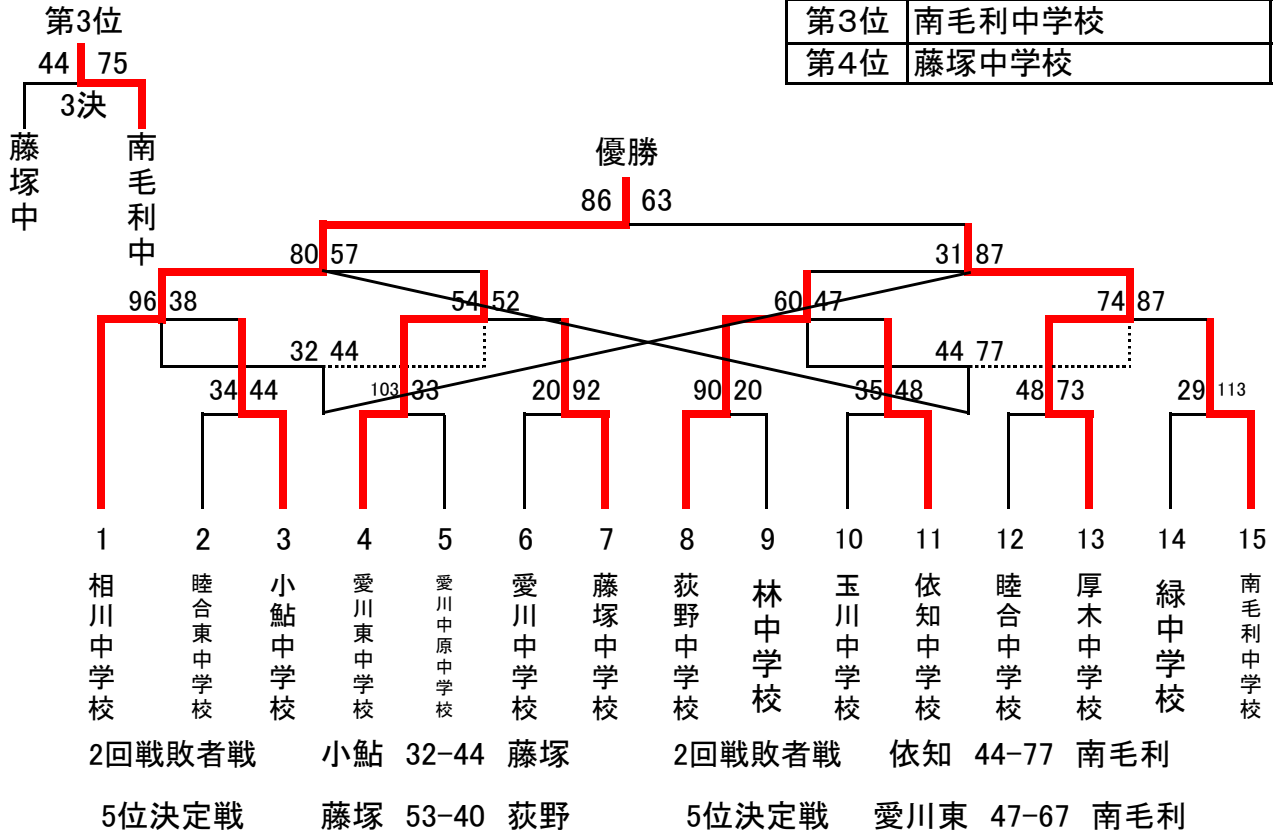 第3位
44 75
3決
藤塚中
南毛利中
第3位 南毛利中学校
第4位 藤塚中学校
優勝
86 63
80 57
31 87
96 38
54 52
60 47
74 87
32 44
44 77
34 44
103 33
20 92
90 20
35 48
48 73
29 113
1 2 3 4 5 6 7 8 9 10 11 12 13 14 15
相川中学校
睦合東中学校
小鮎中学校
愛川東中学校
愛川中原中学校
愛川中学校
藤塚中学校
荻野中学校
林中学校
玉川中学校
依知中学校
睦合中学校
厚木中学校
緑中学校
南毛利中学校
2回戦敗者戦 小鮎 32-44 藤塚 2回戦敗者戦 依知 44-77 南毛利
5位決定戦 藤塚 53-40 荻野 5位決定戦 愛川東 47-67 南毛利